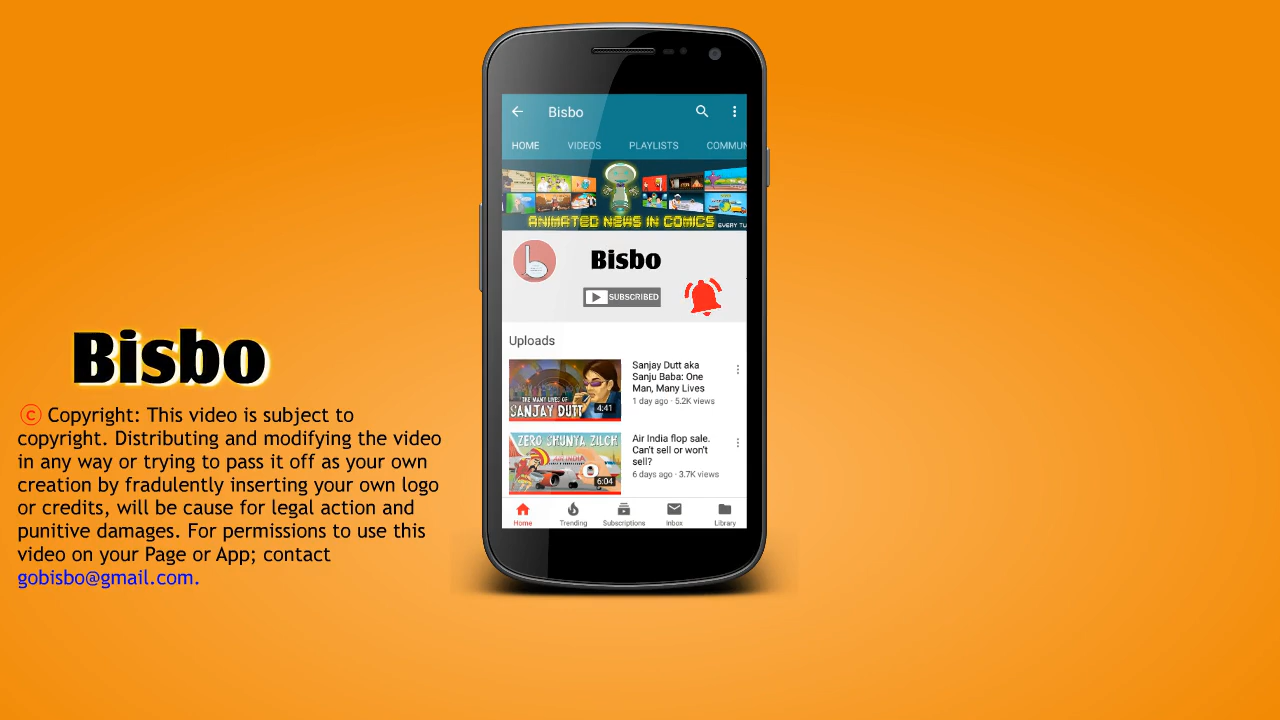 Bisbo
HOME VIDEOS PLAYLISTS COMMUN
ANIMATED NEWS IN COMICS EVERY TU
Bisbo
SUBSCRIBED
Uploads
THE MANY LIVES OF
SANJAY DUTT
4:41
Sanjay Dutt aka
Sanju Baba: One
Man, Many Lives
1 day ago · 5.2K views
ZERO SHUNYA ZILCH
AIR INDIA
6:04
Air India flop sale.
Can't sell or won't
sell?
6 days ago · 3.7K views
Home Trending Subscriptions Inbox Library
Bisbo
© Copyright: This video is subject to
copyright. Distributing and modifying the video
in any way or trying to pass it off as your own
creation by fradulently inserting your own logo
or credits, will be cause for legal action and
punitive damages. For permissions to use this
video on your Page or App; contact
gobisbo@gmail.com.